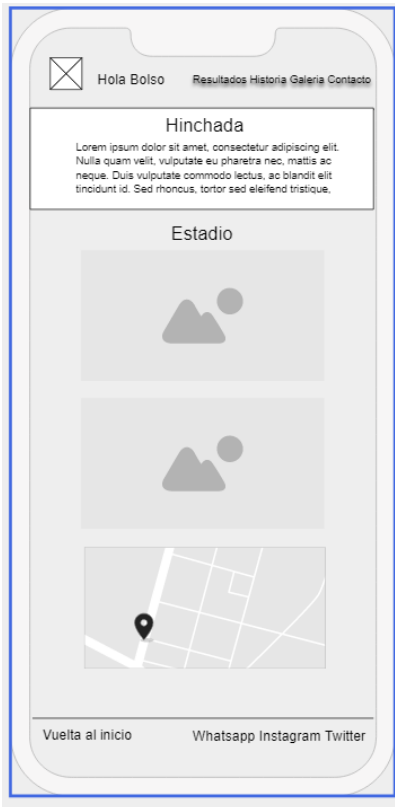 Hola Bolso
Resultados Historia Galeria Contacto
Hinchada
Lorem ipsum dolor sit amet, consectetur adipiscing elit.
Nulla quam velit, vulputate eu pharetra nec, mattis ac
neque. Duis vulputate commodo lectus, ac blandit elit
tincidunt id. Sed rhoncus, tortor sed eleifend tristique,
Estadio
Vuelta al inicio
Whatsapp Instagram Twitter